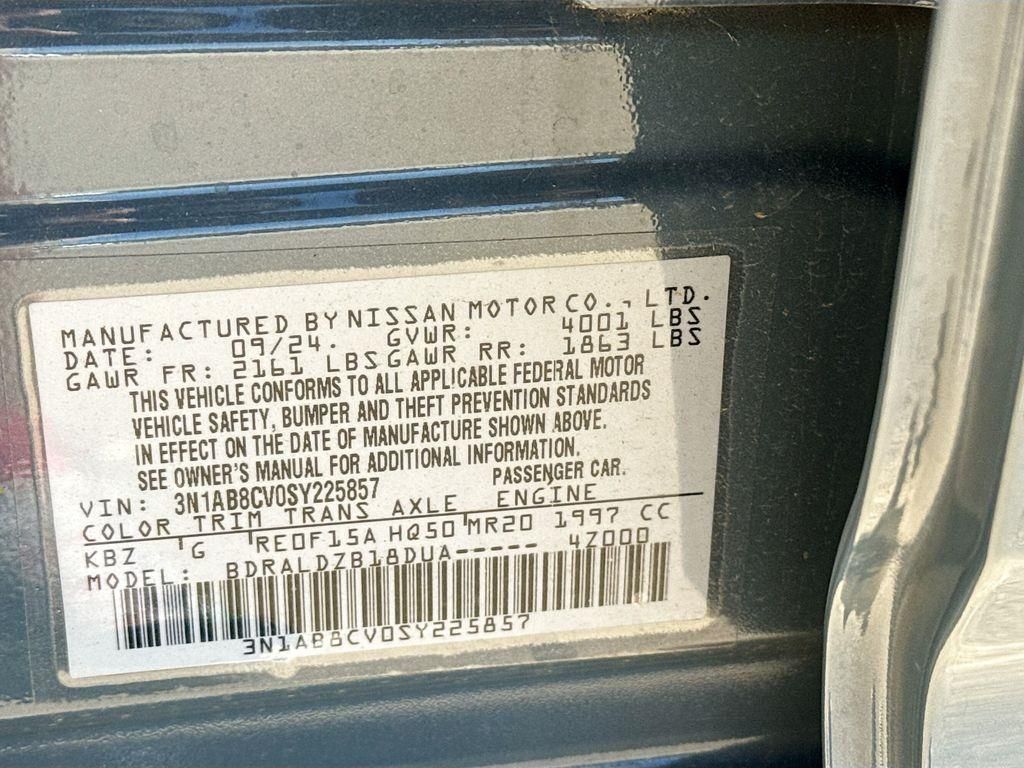 MANUFACTURED BY NISSAN MOTOR CO., LTD.
DATE: 09/24. GVWR: 4001 LBS
GAWR FR: 2161 LBS GAWR RR: 1863 LBS
THIS VEHICLE CONFORMS TO ALL APPLICABLE FEDERAL MOTOR
VEHICLE SAFETY, BUMPER AND THEFT PREVENTION STANDARDS
IN EFFECT ON THE DATE OF MANUFACTURE SHOWN ABOVE.
SEE OWNER'S MANUAL FOR ADDITIONAL INFORMATION.
VIN: 3N1AB8CV0SY225857 PASSENGER CAR.
COLOR TRIM TRANS AXLE ENGINE
KBZ G RE0F15A HQ50 MR20 1997 CC
MODEL: BDRALDZB18DUA----- 4Z000
3N1AB8CV0SY225857